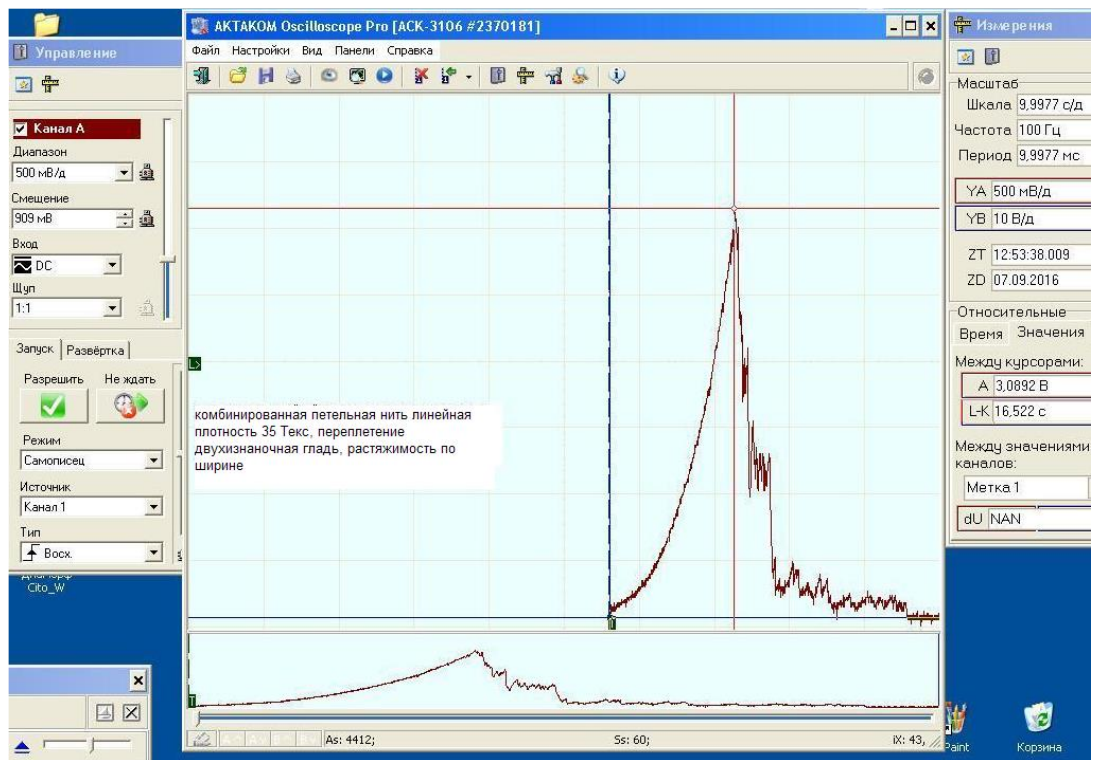 АКТАКОМ Oscilloscope Pro [АСК-3106 #2370181]
Файл Настройки Вид Панели Справка
Управление
Канал А
Диапазон
500 мВ/д
Смещение
909 мВ
Вход
DC
Щуп
1:1
Запуск Развёртка
Разрешить Не ждать
Режим
Самописец
Источник
Канал 1
Тип
Восх.
Cito_W
комбинированная петельная нить линейная
плотность 35 Текс, переплетение
двухизнаночная гладь, растяжимость по
ширине
As: 4412; Ss: 60; iX: 43,
Измерения
Масштаб
Шкала 9,9977 с/д
Частота 100 Гц
Период 9,9977 мс
YA 500 мВ/д
YB 10 В/д
ZT 12:53:38.009
ZD 07.09.2016
Относительные
Время Значения
Между курсорами:
A 3,0892 В
L-K 16,522 с
Между значениями
каналов:
Метка 1
dU NAN
Paint
Корзина